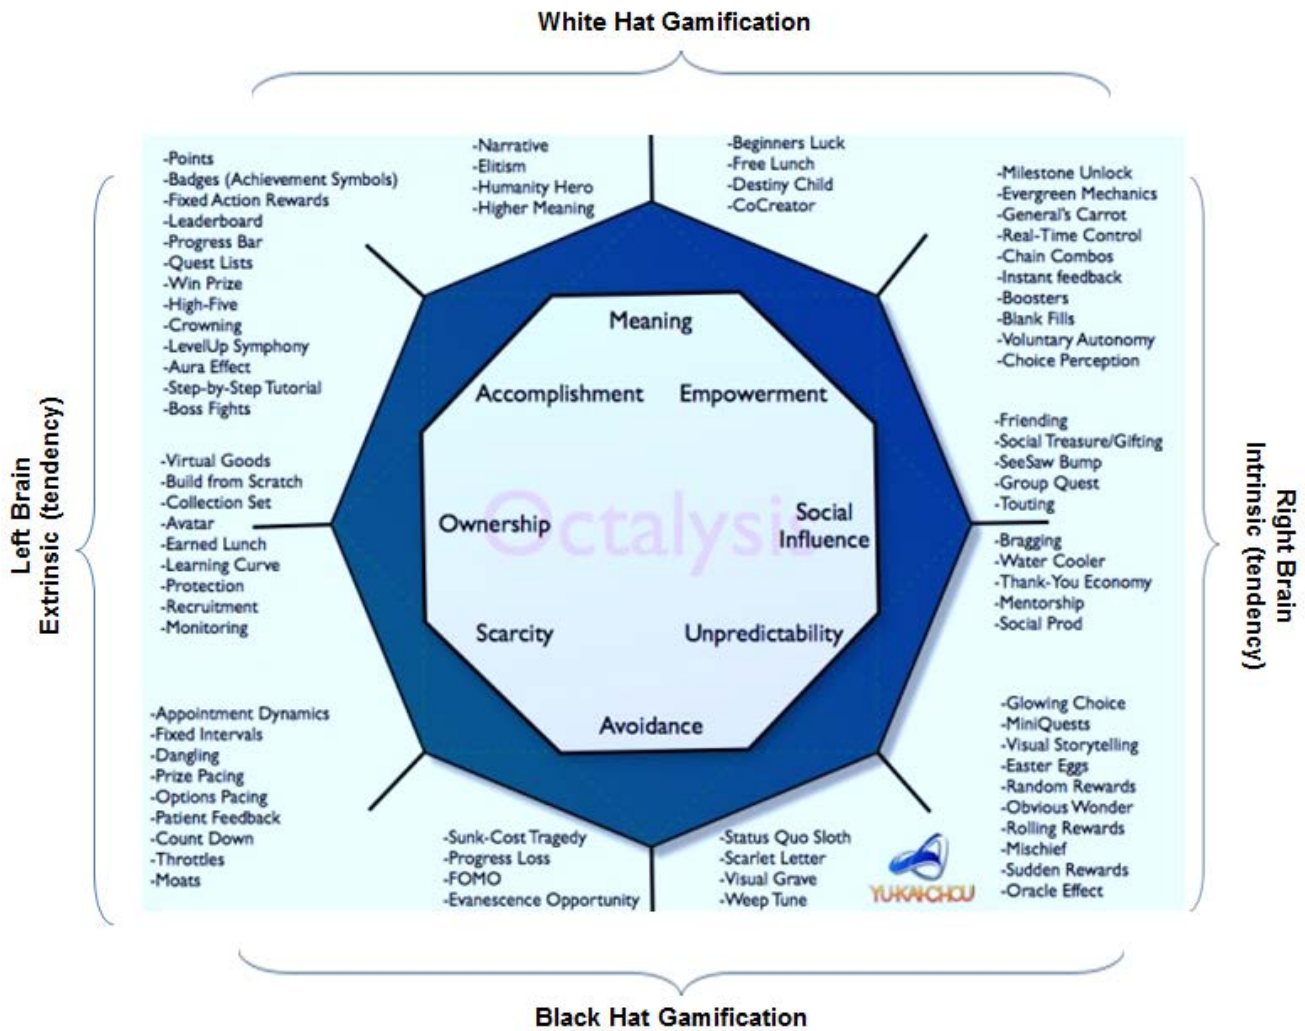 White Hat Gamification
-Points
-Badges (Achievement Symbols)
-Fixed Action Rewards
-Leaderboard
-Progress Bar
-Quest Lists
-Win Prize
-High-Five
-Crowning
-LevelUp Symphony
-Aura Effect
-Step-by-Step Tutorial
-Boss Fights
-Narrative
-Elitism
-Humanity Hero
-Higher Meaning
-Beginners Luck
-Free Lunch
-Destiny Child
-CoCreator
-Milestone Unlock
-Evergreen Mechanics
-General's Carrot
-Real-Time Control
-Chain Combos
-Instant feedback
-Boosters
-Blank Fills
-Voluntary Autonomy
-Choice Perception
Left Brain
Extrinsic (tendency)
-Virtual Goods
-Build from Scratch
-Collection Set
-Avatar
-Earned Lunch
-Learning Curve
-Protection
-Recruitment
-Monitoring
Meaning
Accomplishment
Empowerment
Octalysis
Ownership
Social
Influence
Scarcity
Unpredictability
Avoidance
-Friending
-Social Treasure/Gifting
-SeeSaw Bump
-Group Quest
-Touting
-Bragging
-Water Cooler
-Thank-You Economy
-Mentorship
-Social Prod
Right Brain
Intrinsic (tendency)
-Appointment Dynamics
-Fixed Intervals
-Dangling
-Prize Pacing
-Options Pacing
-Patient Feedback
-Count Down
-Throttles
-Moats
-Sunk-Cost Tragedy
-Progress Loss
-FOMO
-Evanescence Opportunity
-Status Quo Sloth
-Scarlet Letter
-Visual Grave
-Weep Tune
YU-KAI-CHOU
-Glowing Choice
-MiniQuests
-Visual Storytelling
-Easter Eggs
-Random Rewards
-Obvious Wonder
-Rolling Rewards
-Mischief
-Sudden Rewards
-Oracle Effect
Black Hat Gamification